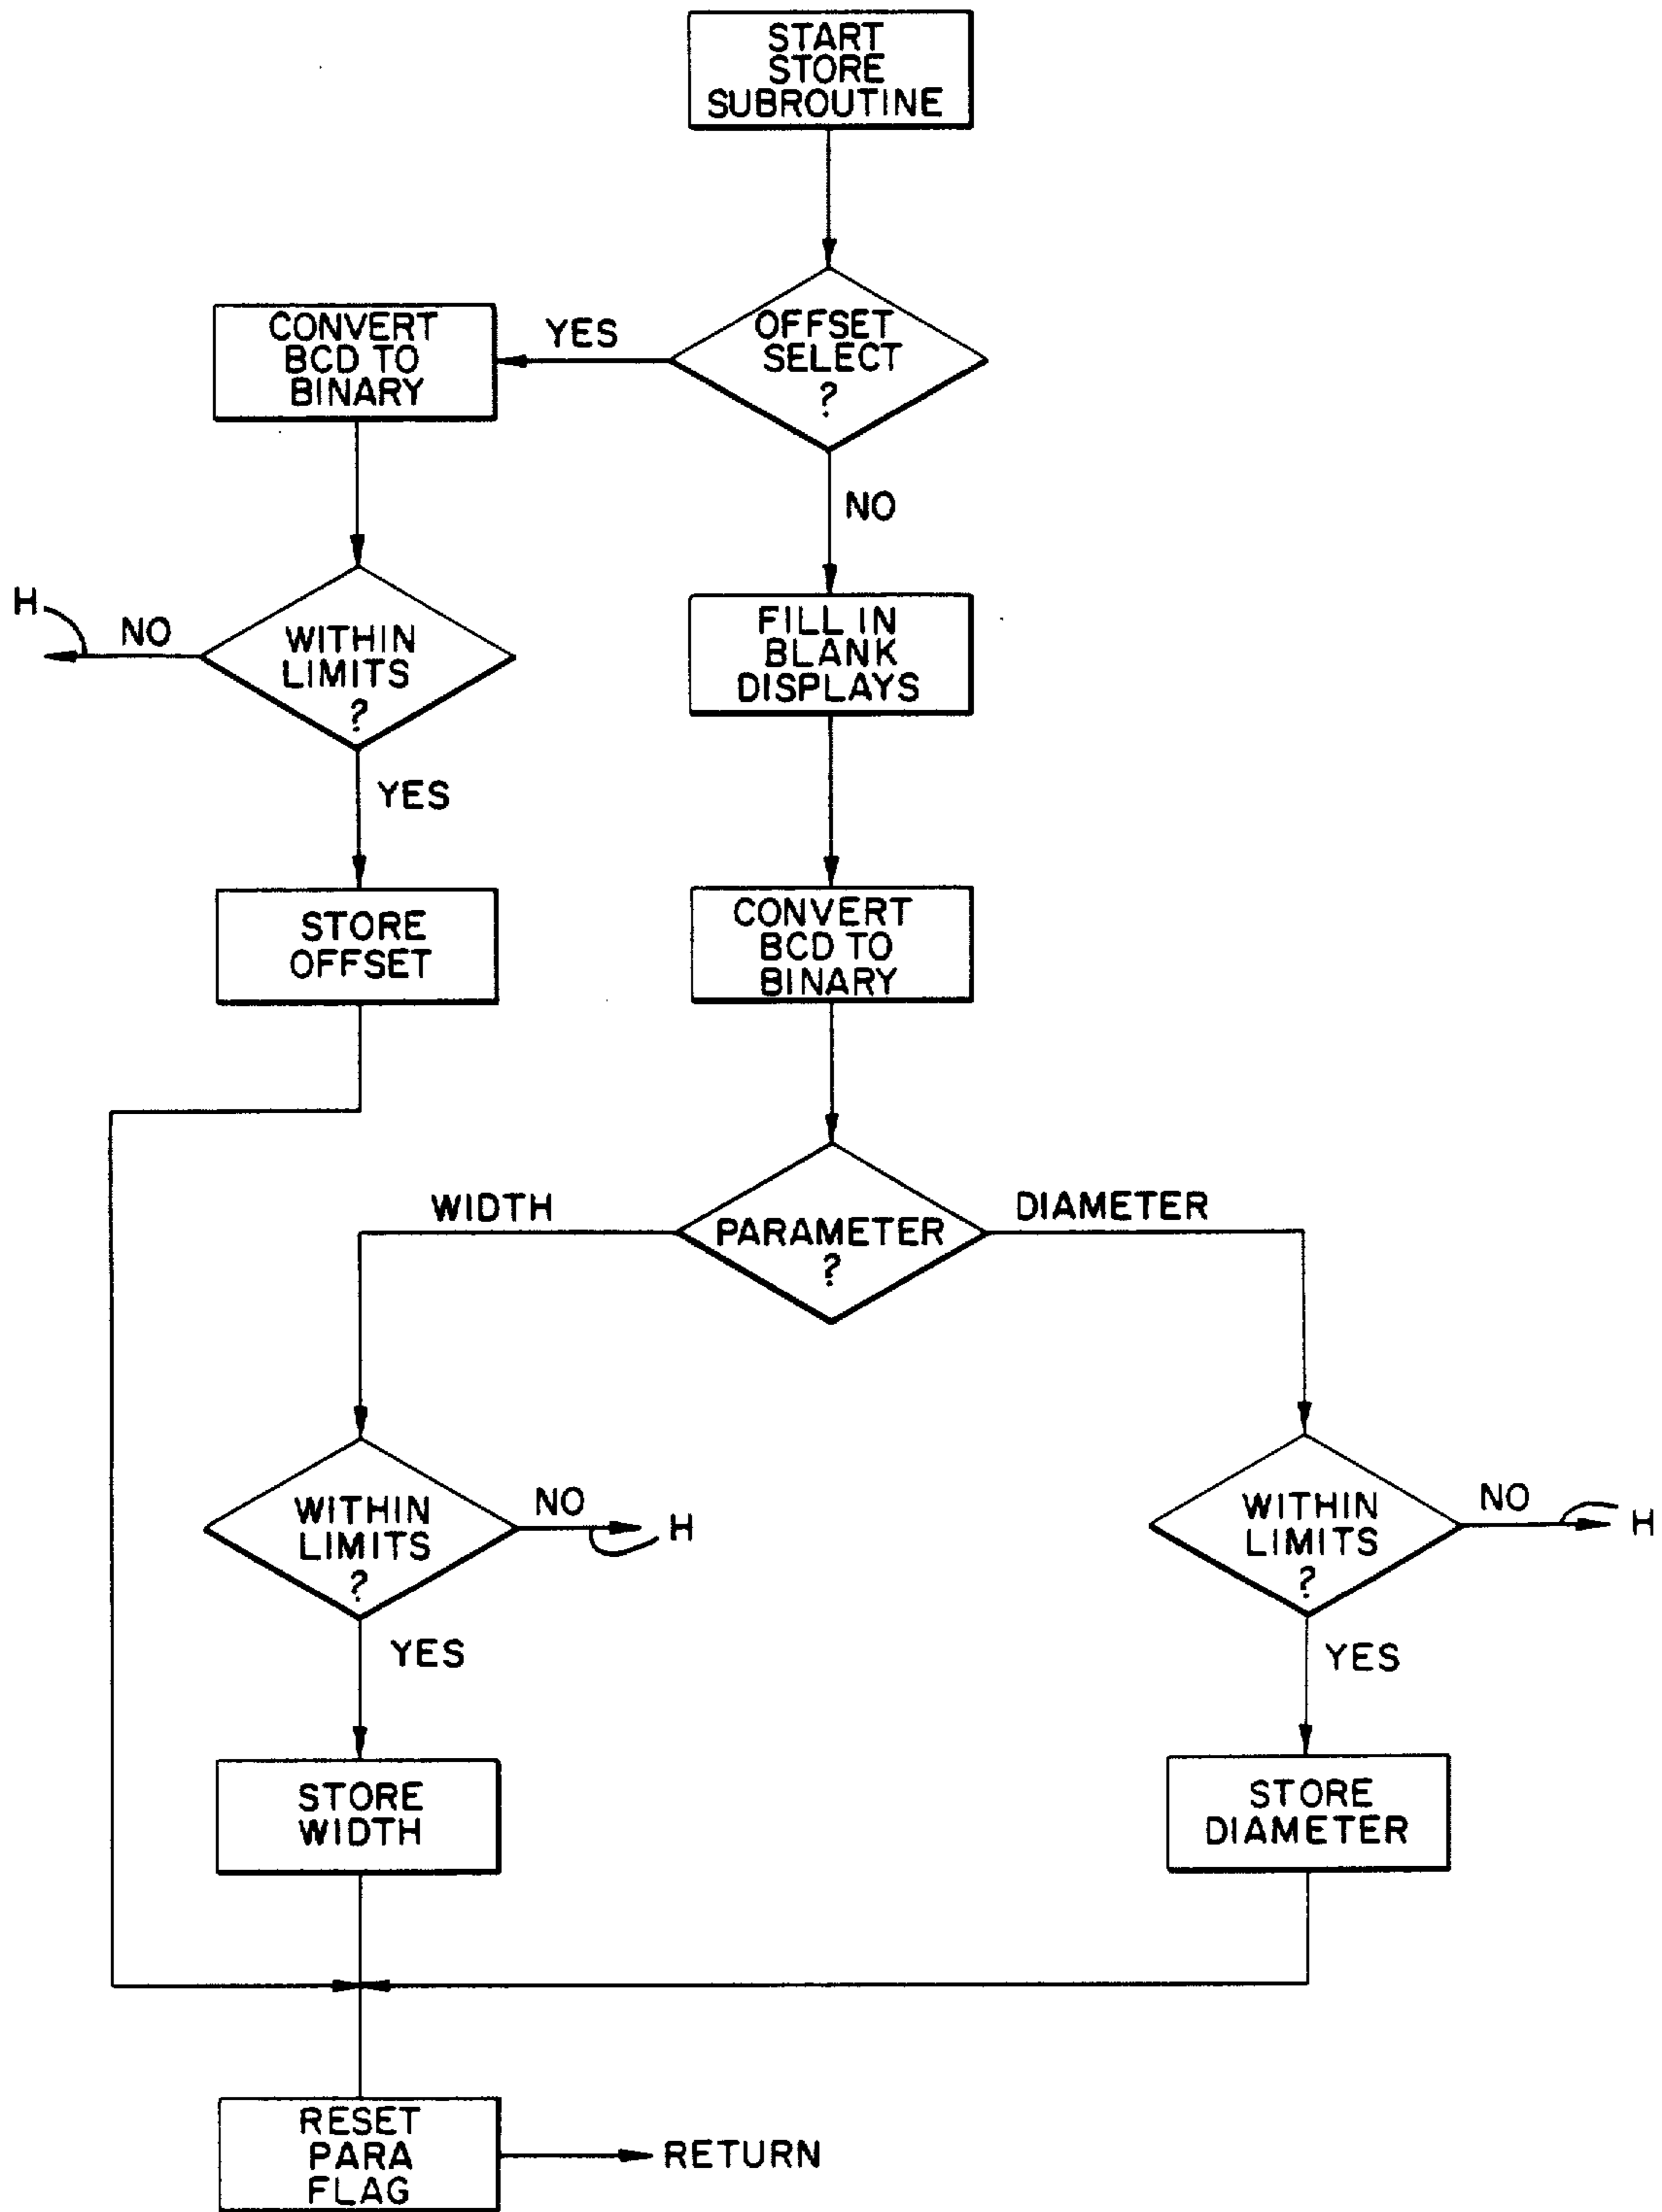 START
STORE
SUBROUTINE
OFFSET
SELECT
?
YES
CONVERT
BCD TO
BINARY
NO
H
NO
WITHIN
LIMITS
?
FILL IN
BLANK
DISPLAYS
YES
STORE
OFFSET
CONVERT
BCD TO
BINARY
WIDTH
PARAMETER
?
DIAMETER
WITHIN
LIMITS
?
NO
H
WITHIN
LIMITS
?
NO
H
YES
YES
STORE
WIDTH
STORE
DIAMETER
RESET
PARA
FLAG
RETURN